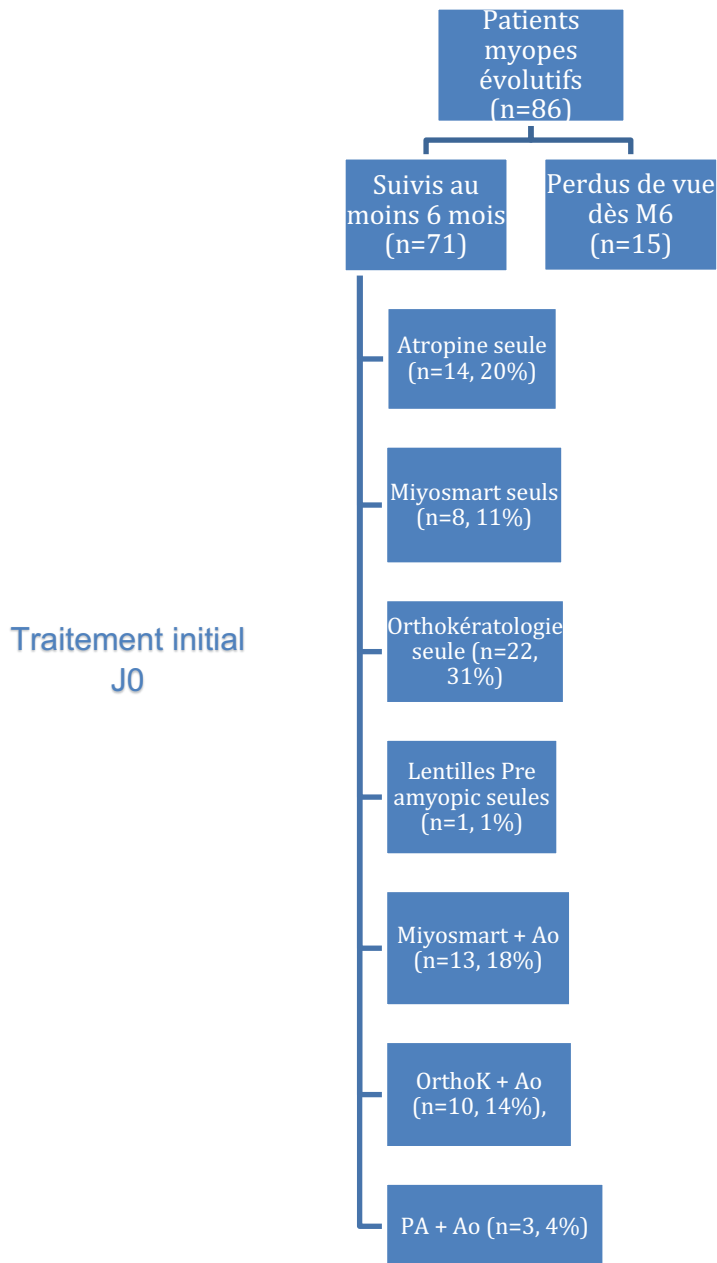 Patients
myopes
évolutifs
(n=86)
Suivis au
moins 6 mois
(n=71)
Perdus de vue
dès M6
(n=15)
Atropine seule
(n=14, 20%)
Miyosmart seuls
(n=8, 11%)
Orthokératologie
seule (n=22,
31%)
Traitement initial
J0
Lentilles Pre
amyopic seules
(n=1, 1%)
Miyosmart + Ao
(n=13, 18%)
OrthoK + Ao
(n=10, 14%),
PA + Ao (n=3, 4%)